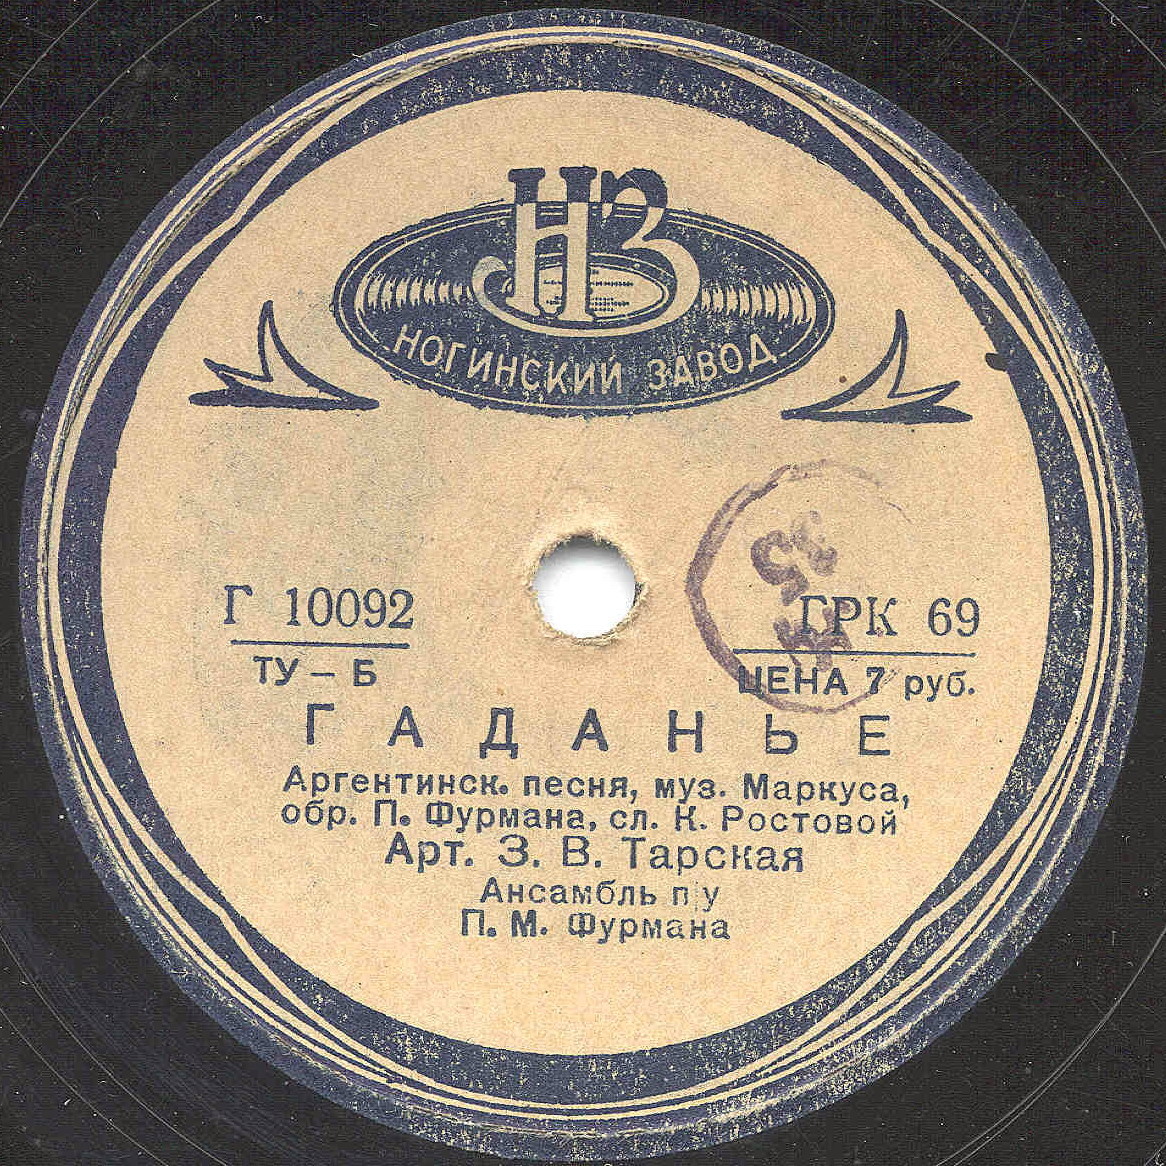 НЗ
НОГИНСКИЙ ЗАВОД
Г 10092
ТУ – Б
ГРК 69
ЦЕНА 7 руб.
ГАДАНЬЕ
Аргентинск. песня, муз. Маркуса,
обр. П. Фурмана, сл. К. Ростовой
Арт. З. В. Тарская
Ансамбль п/у
П. М. Фурмана